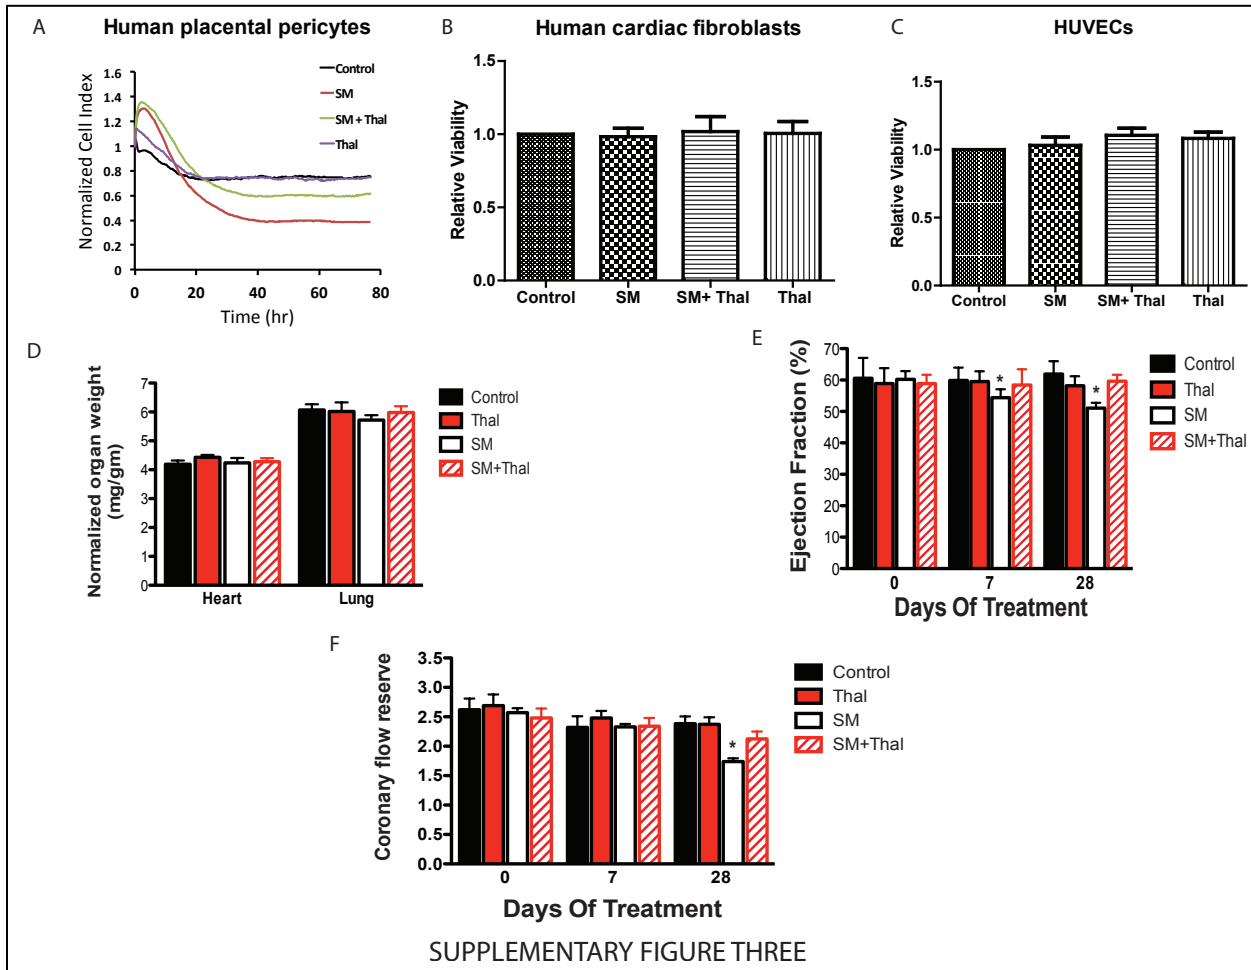 A
Human placental pericytes
Normalized Cell Index
1.6
1.4
1.2
1
0.8
0.6
0.4
0.2
0
0
20
40
60
80
Time (hr)
Control
SM
SM + Thal
Thal
B
Human cardiac fibroblasts
Relative Viability
1.5
1.0
0.5
0.0
Control
SM
SM+ Thal
Thal
C
HUVECs
Relative Viability
1.5
1.0
0.5
0.0
Control
SM
SM+ Thal
Thal
D
Normalized organ weight
(mg/gm)
7
6
5
4
3
2
1
0
Heart
Lung
Control
Thal
SM
SM+Thal
E
Ejection Fraction (%)
70
60
50
40
30
20
10
0
*
*
0
7
28
Days Of Treatment
Control
Thal
SM
SM+Thal
F
Coronary flow reserve
3.5
3.0
2.5
2.0
1.5
1.0
0.5
0.0
*
0
7
28
Days Of Treatment
Control
Thal
SM
SM+Thal
SUPPLEMENTARY FIGURE THREE